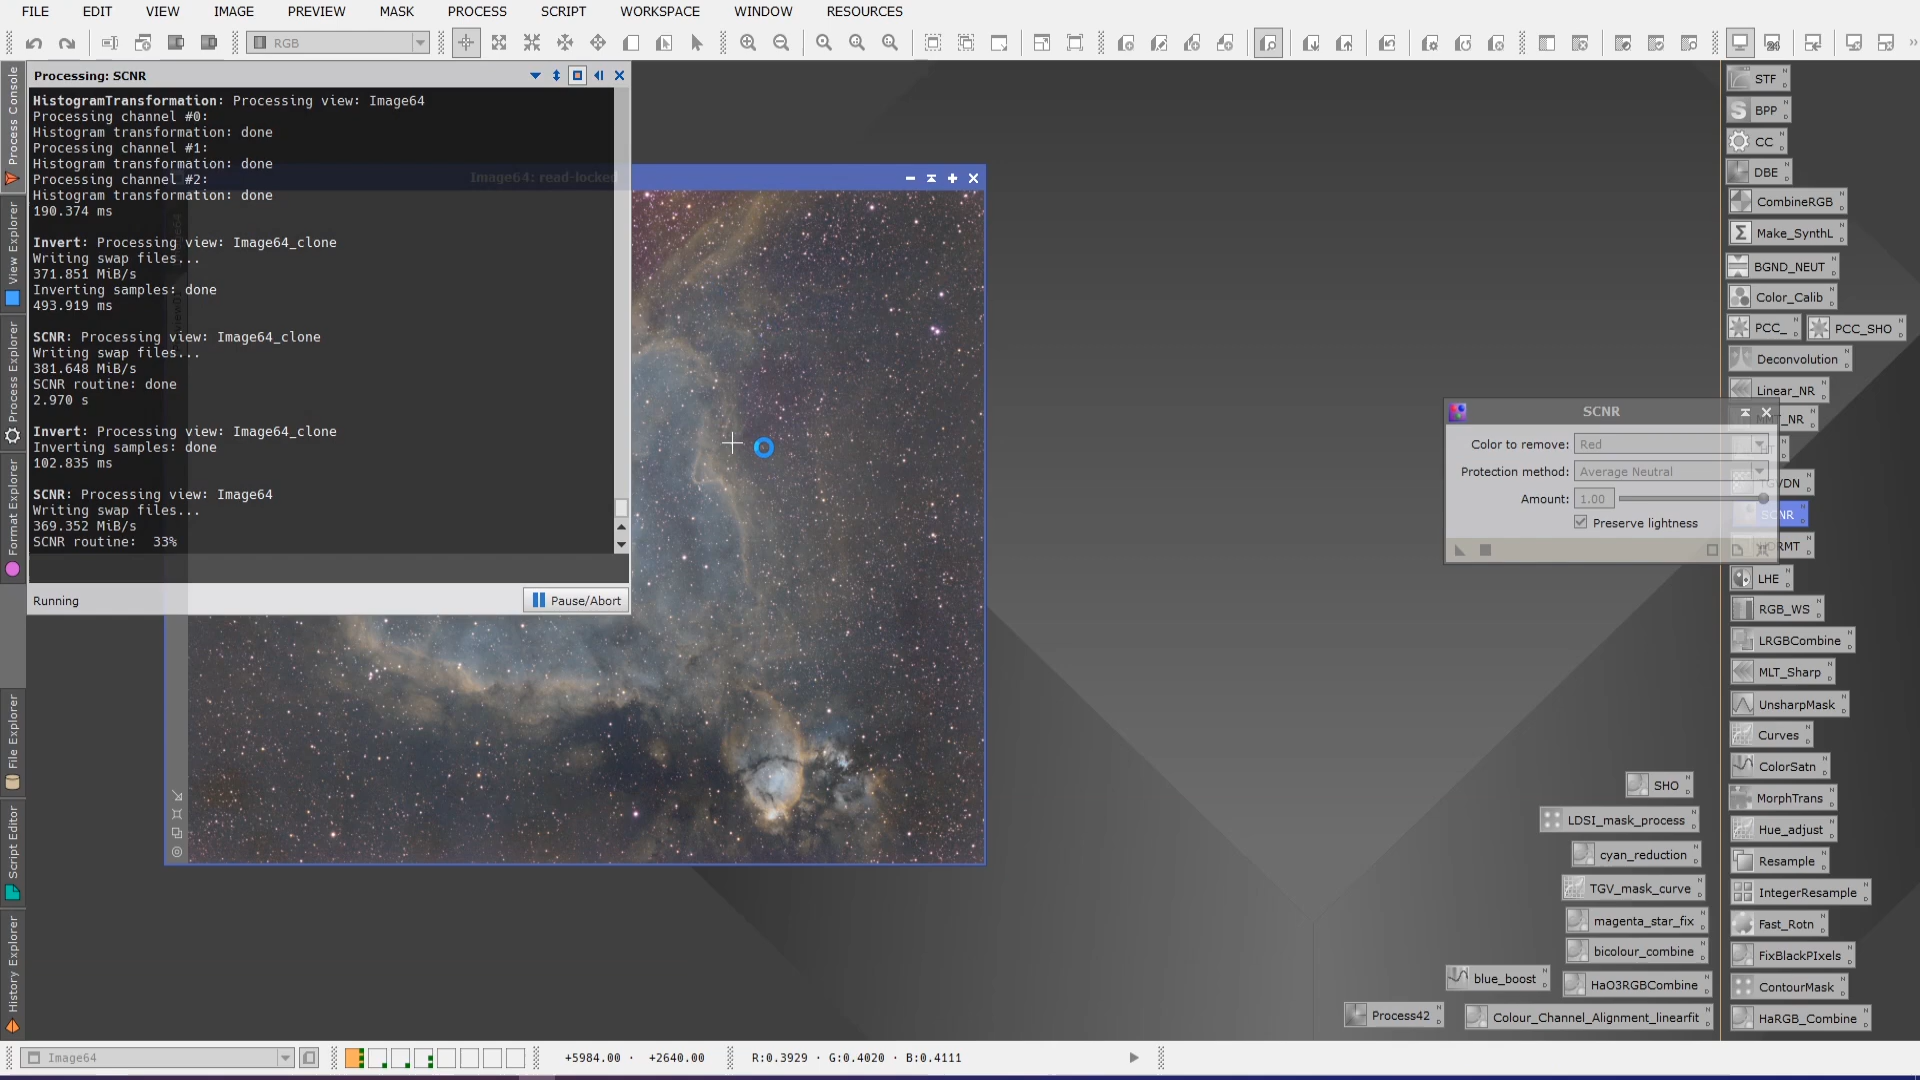 FILE EDIT VIEW IMAGE PREVIEW MASK PROCESS SCRIPT WORKSPACE WINDOW RESOURCES
RGB
Process Console
View Explorer
Process Explorer
Format Explorer
File Explorer
Script Editor
History Explorer
Processing: SCNR
HistogramTransformation: Processing view: Image64
Processing channel #0:
Histogram transformation: done
Processing channel #1:
Histogram transformation: done
Processing channel #2:
Histogram transformation: done
190.374 ms
Invert: Processing view: Image64_clone
Writing swap files...
371.851 MiB/s
Inverting samples: done
493.919 ms
SCNR: Processing view: Image64_clone
Writing swap files...
381.648 MiB/s
SCNR routine: done
2.970 s
Invert: Processing view: Image64_clone
Inverting samples: done
102.835 ms
SCNR: Processing view: Image64
Writing swap files...
369.352 MiB/s
SCNR routine: 33%
Running
Pause/Abort
Image64: read-locked
SCNR
Color to remove: Red
Protection method: Average Neutral
Amount: 1.00
Preserve lightness
STF
BPP
CC
DBE
CombineRGB
Make_SynthL
BGND_NEUT
Color_Calib
PCC_ PCC_SHO
Deconvolution
Linear_NR
LHE
RGB_WS
LRGBCombine
MLT_Sharp
UnsharpMask
Curves
ColorSatn
MorphTrans
Hue_adjust
Resample
IntegerResample
Fast_Rotn
FixBlackPIxels
ContourMask
HaRGB_Combine
SHO
LDSI_mask_process
cyan_reduction
TGV_mask_curve
magenta_star_fix
bicolour_combine
blue_boost HaO3RGBCombine
Process42 Colour_Channel_Alignment_linearfit
Image64
+5984.00 · +2640.00 R:0.3929 · G:0.4020 · B:0.4111